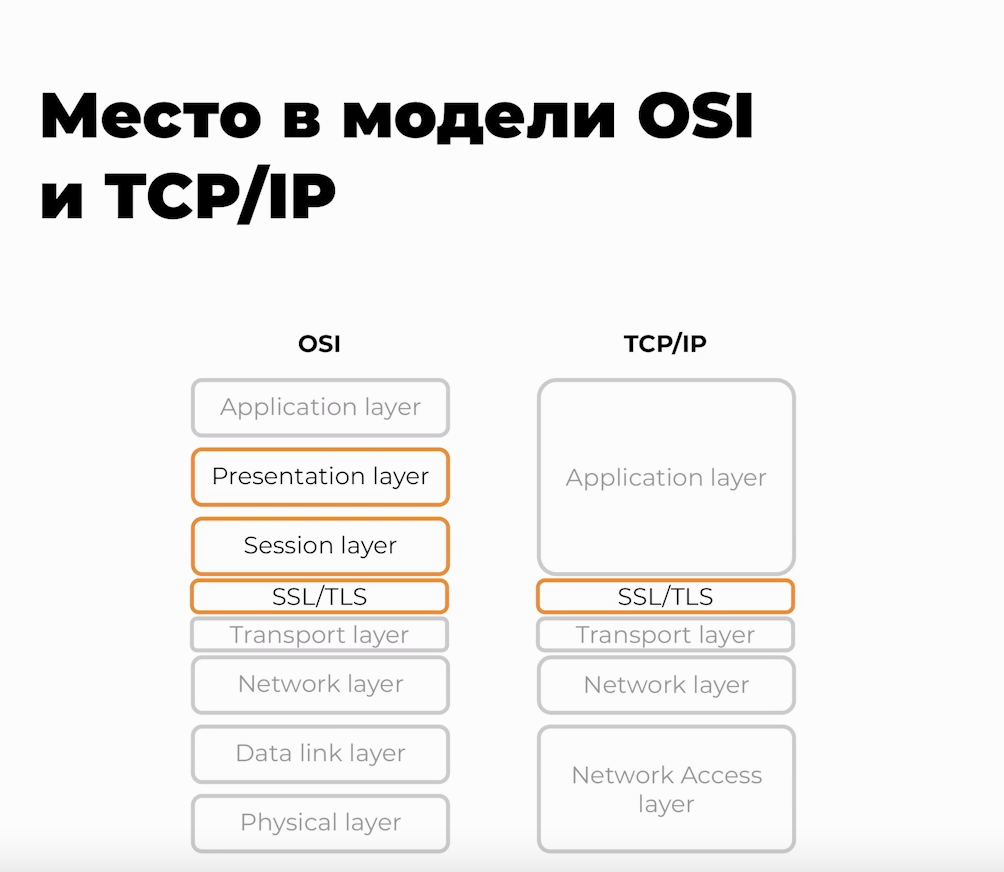 Место в модели OSI
и TCP/IP
OSI
Application layer
Presentation layer
Session layer
SSL/TLS
Transport layer
Network layer
Data link layer
Physical layer
TCP/IP
Application layer
SSL/TLS
Transport layer
Network layer
Network Access
layer